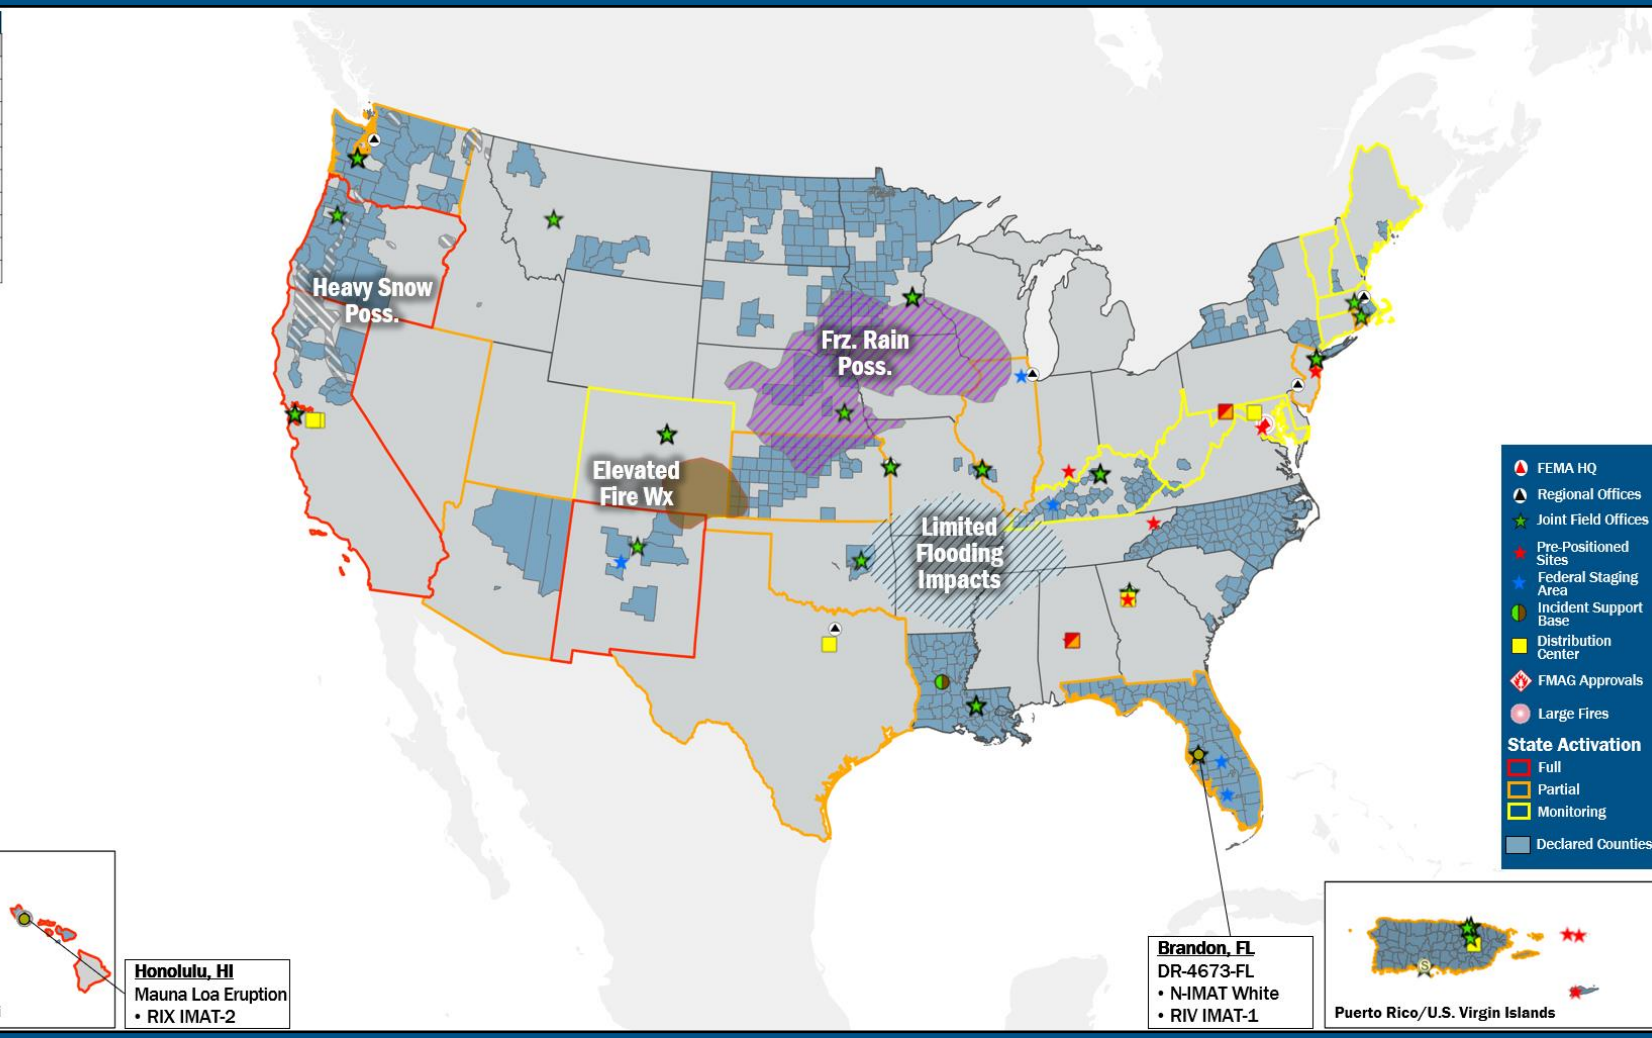 Heavy Snow
Poss.
Frz. Rain
Poss.
Elevated
Fire Wx
Limited
Flooding
Impacts
FEMA HQ
Regional Offices
Joint Field Offices
Pre-Positioned
Sites
Federal Staging
Area
Incident Support
Base
Distribution
Center
FMAG Approvals
Large Fires
State Activation
Full
Partial
Monitoring
Declared Counties
Honolulu, HI
Mauna Loa Eruption
• RIX IMAT-2
Brandon, FL
DR-4673-FL
• N-IMAT White
• RIV IMAT-1
S
Puerto Rico/U.S. Virgin Islands